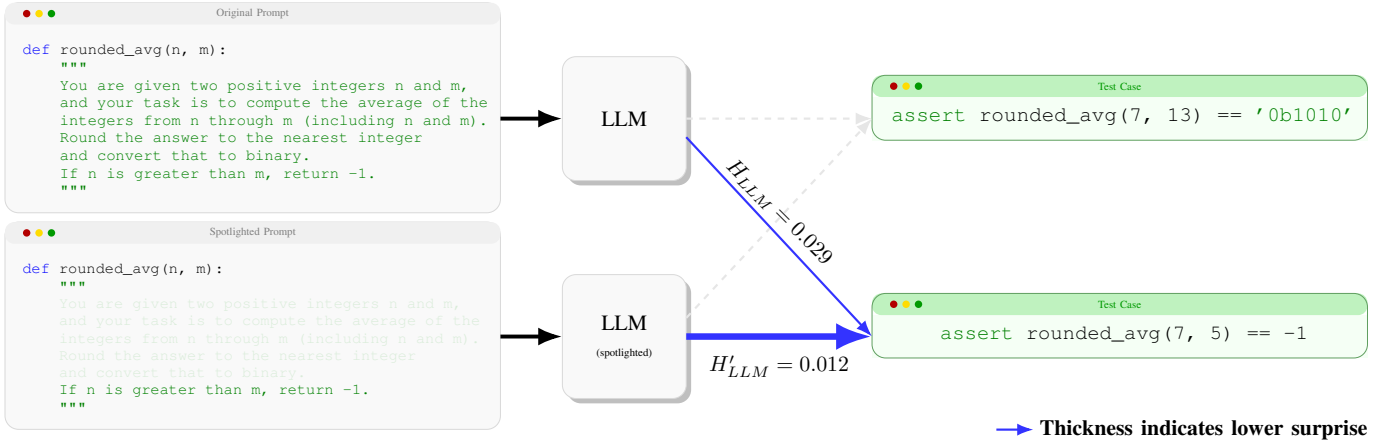 Original Prompt
def rounded_avg(n, m):
"""
You are given two positive integers n and m,
and your task is to compute the average of the
integers from n through m (including n and m).
Round the answer to the nearest integer
and convert that to binary.
If n is greater than m, return -1.
"""
LLM
Test Case
assert rounded_avg(7, 13) == ’0b1010’
H_{LLM} = 0.029
Spotlighted Prompt
def rounded_avg(n, m):
"""
You are given two positive integers n and m,
and your task is to compute the average of the
integers from n through m (including n and m).
Round the answer to the nearest integer
and convert that to binary.
If n is greater than m, return -1.
"""
LLM
(spotlighted)
H'_{LLM} = 0.012
Test Case
assert rounded_avg(7, 5) == -1
Thickness indicates lower surprise